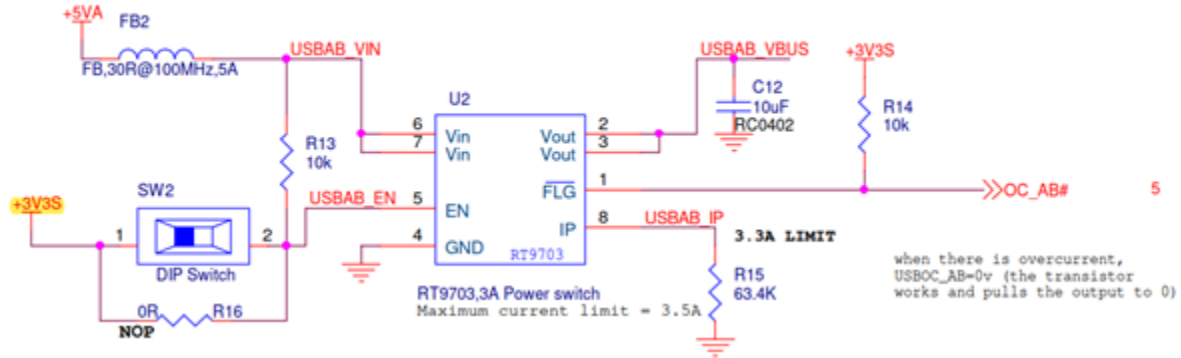 +5VA
FB2
FB,30R@100MHz,5A
USBAB_VIN
R13
10k
+3V3S
SW2
1
2
DIP Switch
0R
R16
NOP
USBAB_EN
U2
6
Vin
7
Vin
5
EN
4
GND
Vout
2
Vout
3
FLG
1
IP
8
RT9703
RT9703,3A Power switch
Maximum current limit = 3.5A
USBAB_VBUS
C12
10uF
RC0402
+3V3S
R14
10k
OC_AB#
5
USBAB_IP
3.3A LIMIT
R15
63.4K
when there is overcurrent,
USBOC_AB=0v (the transistor
works and pulls the output to 0)